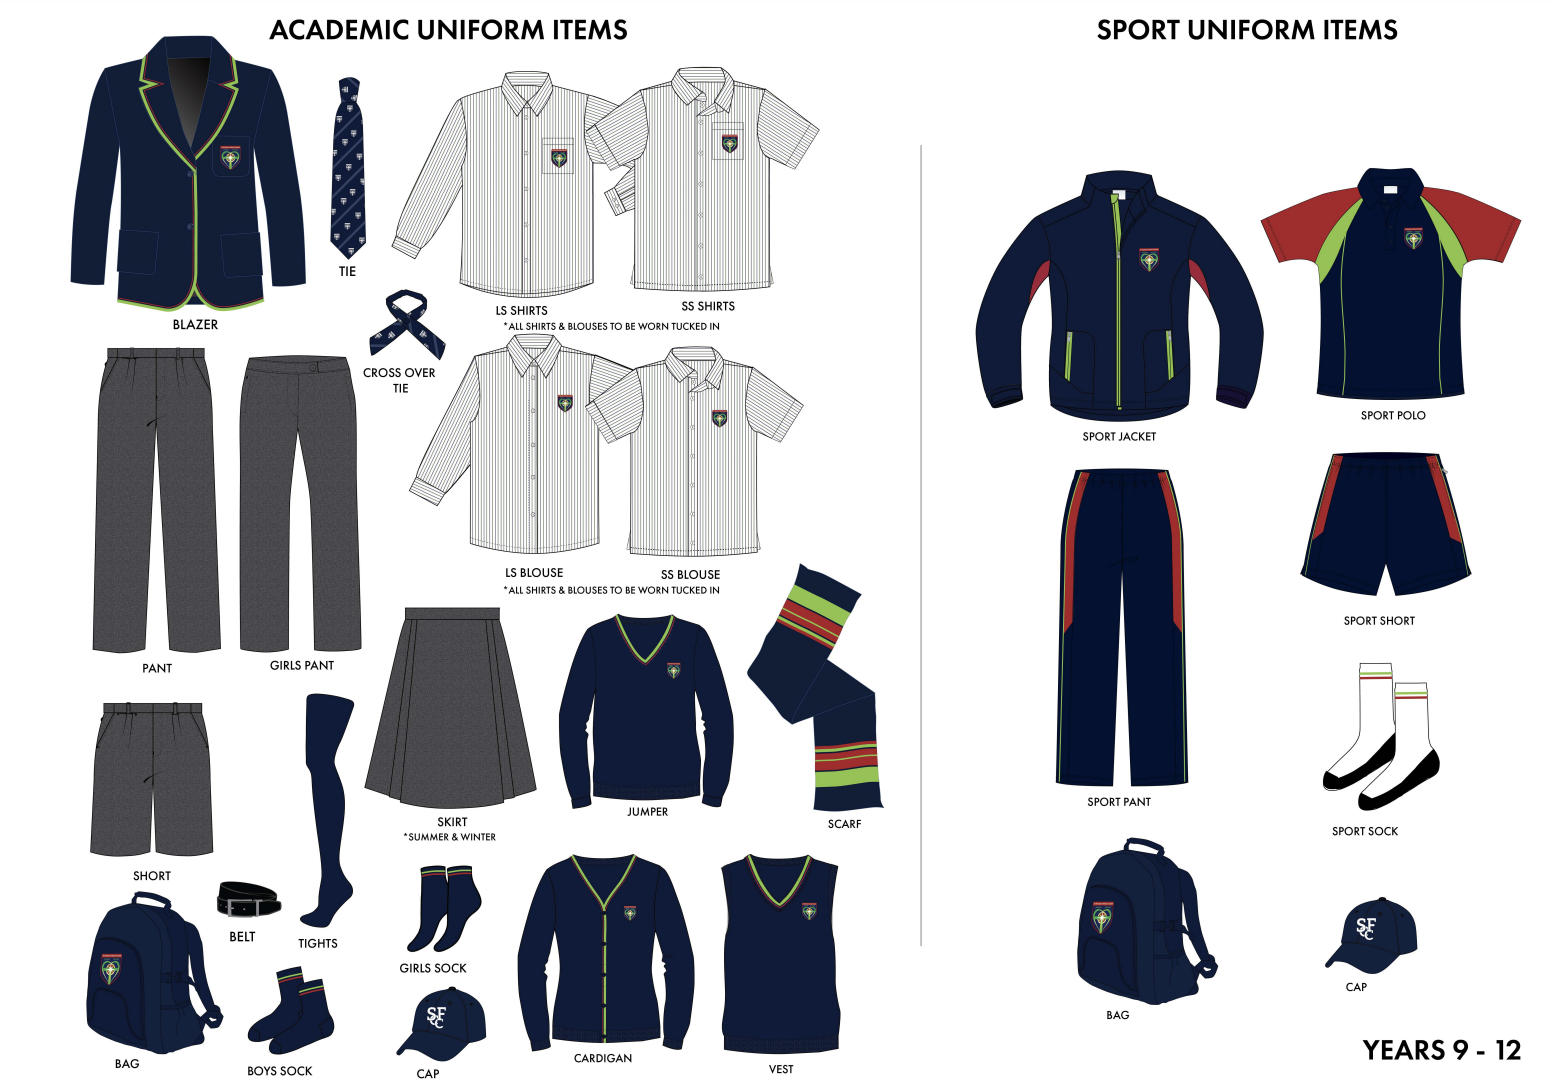 ACADEMIC UNIFORM ITEMS
SPORT UNIFORM ITEMS
BLAZER
TIE
CROSS OVER
TIE
LS SHIRTS
SS SHIRTS
*ALL SHIRTS & BLOUSES TO BE WORN TUCKED IN
LS BLOUSE
SS BLOUSE
*ALL SHIRTS & BLOUSES TO BE WORN TUCKED IN
PANT
GIRLS PANT
SKIRT
*SUMMER & WINTER
JUMPER
SCARF
SHORT
BELT
TIGHTS
GIRLS SOCK
BAG
BOYS SOCK
SFCC
CAP
CARDIGAN
VEST
SPORT JACKET
SPORT POLO
SPORT PANT
SPORT SHORT
SPORT SOCK
BAG
SFCC
CAP
YEARS 9 - 12